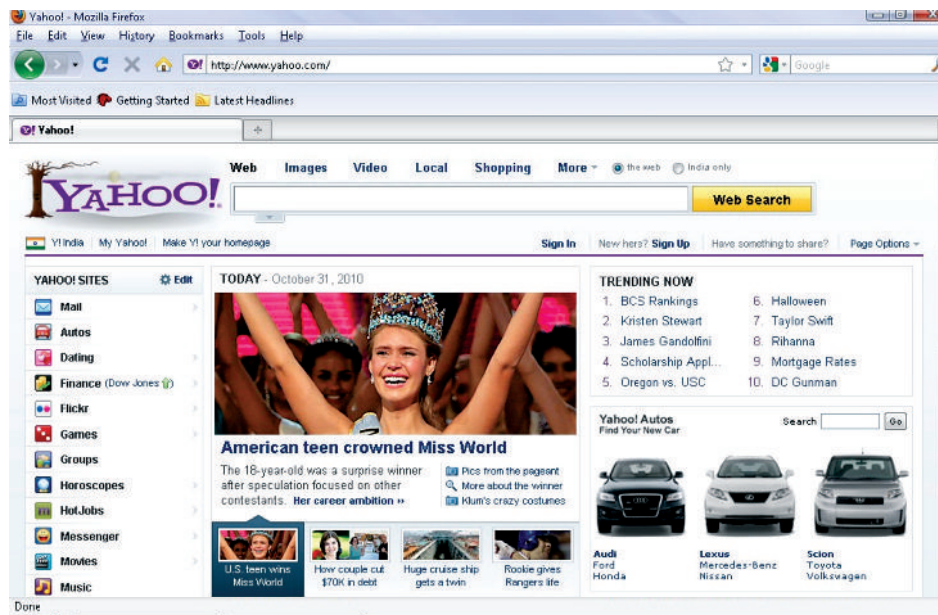 Yahoo! - Mozilla Firefox
File Edit View History Bookmarks Tools Help
http://www.yahoo.com/
Google
Most Visited Getting Started Latest Headlines
Y! Yahoo!
Web Images Video Local Shopping More the web India only
YAHOO!
Web Search
Y! India My Yahoo! Make Y! your homepage
Sign In New here? Sign Up Have something to share? Page Options
YAHOO! SITES Edit
Mail
Autos
Dating
Finance (Dow Jones)
Flickr
Games
Groups
Horoscopes
HotJobs
Messenger
Movies
Music
TODAY - October 31, 2010
American teen crowned Miss World
The 18-year-old was a surprise winner
after speculation focused on other
contestants. Her career ambition »
Pics from the pageant
More about the winner
Klum's crazy costumes
U.S. teen wins
Miss World
How couple cut
$70K in debt
Huge cruise ship
gets a twin
Rookie gives
Rangers life
TRENDING NOW
1. BCS Rankings
2. Kristen Stewart
3. James Gandolfini
4. Scholarship Appl...
5. Oregon vs. USC
6. Halloween
7. Taylor Swift
8. Rihanna
9. Mortgage Rates
10. DC Gunman
Yahoo! Autos
Find Your New Car
Search Go
Audi
Ford
Honda
Lexus
Mercedes-Benz
Nissan
Scion
Toyota
Volkswagen
Done